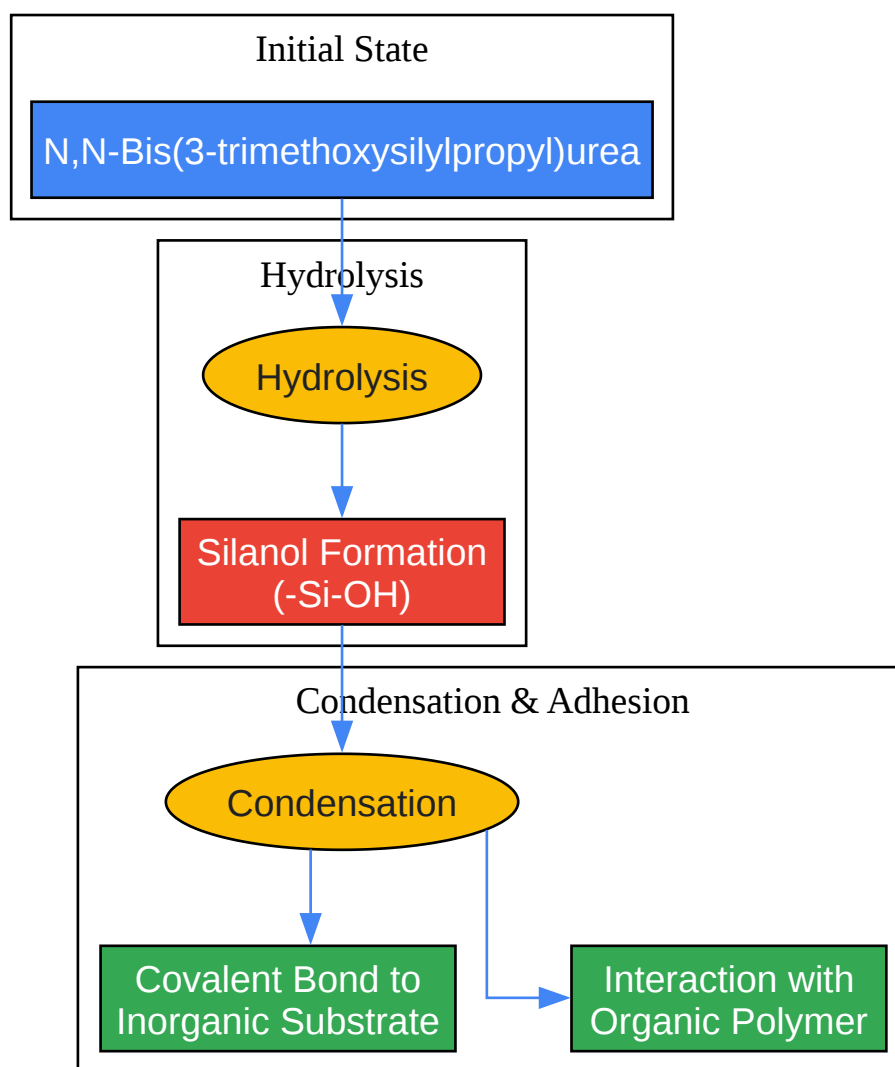 Initial State
N,N-Bis(3-trimethoxysilylpropyl)urea
Hydrolysis
Hydrolysis
Silanol Formation
(-Si-OH)
Condensation & Adhesion
Condensation
Covalent Bond to
Inorganic Substrate
Interaction with
Organic Polymer